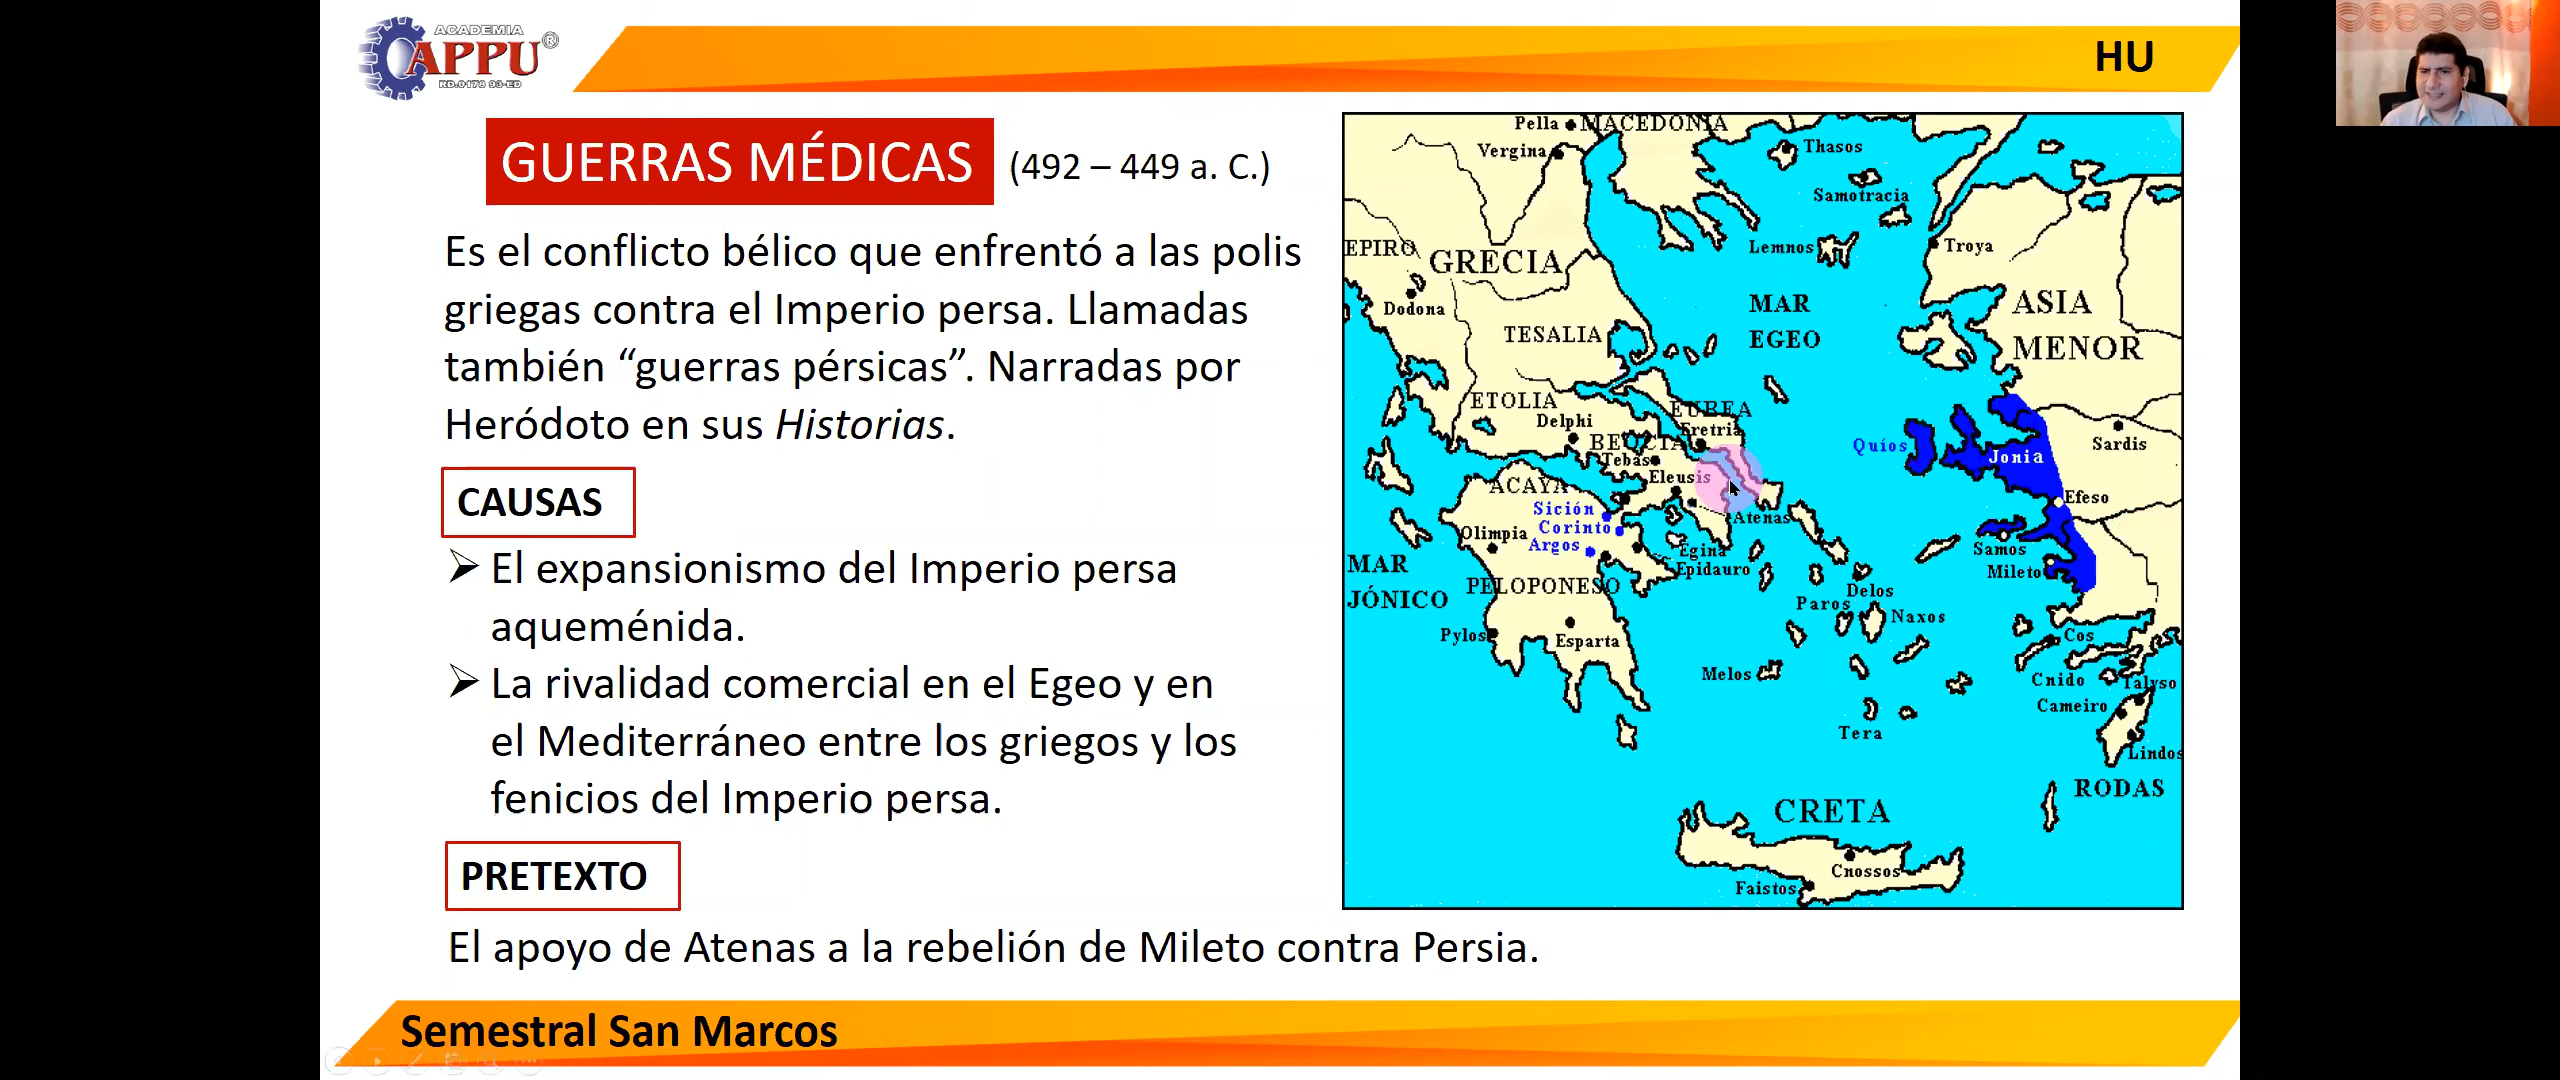 ACADEMIA
APPU®
RD.0178 93-ED
HU
GUERRAS MÉDICAS (492 – 449 a. C.)
Es el conflicto bélico que enfrentó a las polis
griegas contra el Imperio persa. Llamadas
también “guerras pérsicas”. Narradas por
Heródoto en sus Historias.
CAUSAS
➢ El expansionismo del Imperio persa
aqueménida.
➢ La rivalidad comercial en el Egeo y en
el Mediterráneo entre los griegos y los
fenicios del Imperio persa.
PRETEXTO
El apoyo de Atenas a la rebelión de Mileto contra Persia.
Pella
MACEDONIA
Vergina
Thasos
Samotracia
EPIRO
GRECIA
Lemnos
Troya
Dodona
MAR
EGEO
ASIA
MENOR
TESALIA
ETOLIA
Delphi
EUBEA
Eretria
BEOCIA
Tebas
Eleusis
Quíos
Jonia
Sardis
ACAYA
Sición
Corinto
Argos
Olimpia
Atenas
Efeso
Egina
Epidauro
Samos
Mileto
MAR
JÓNICO
PELOPONESO
Delos
Paros
Naxos
Pylos
Esparta
Cos
Melos
Cnido
Talyso
Cameiro
Tera
Lindos
RODAS
CRETA
Cnossos
Faistos
Semestral San Marcos